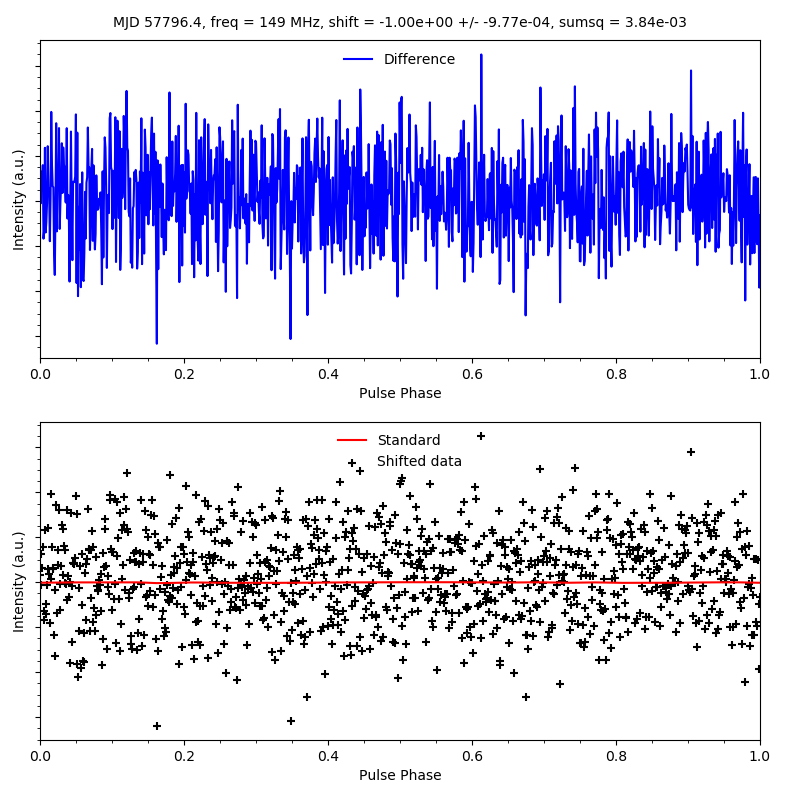 MJD 57796.4, freq = 149 MHz, shift = -1.00e+00 +/- -9.77e-04, sumsq = 3.84e-03
Difference
Intensity (a.u.)
0.0 0.2 0.4 0.6 0.8 1.0
Pulse Phase
Standard
Shifted data
Intensity (a.u.)
0.0 0.2 0.4 0.6 0.8 1.0
Pulse Phase